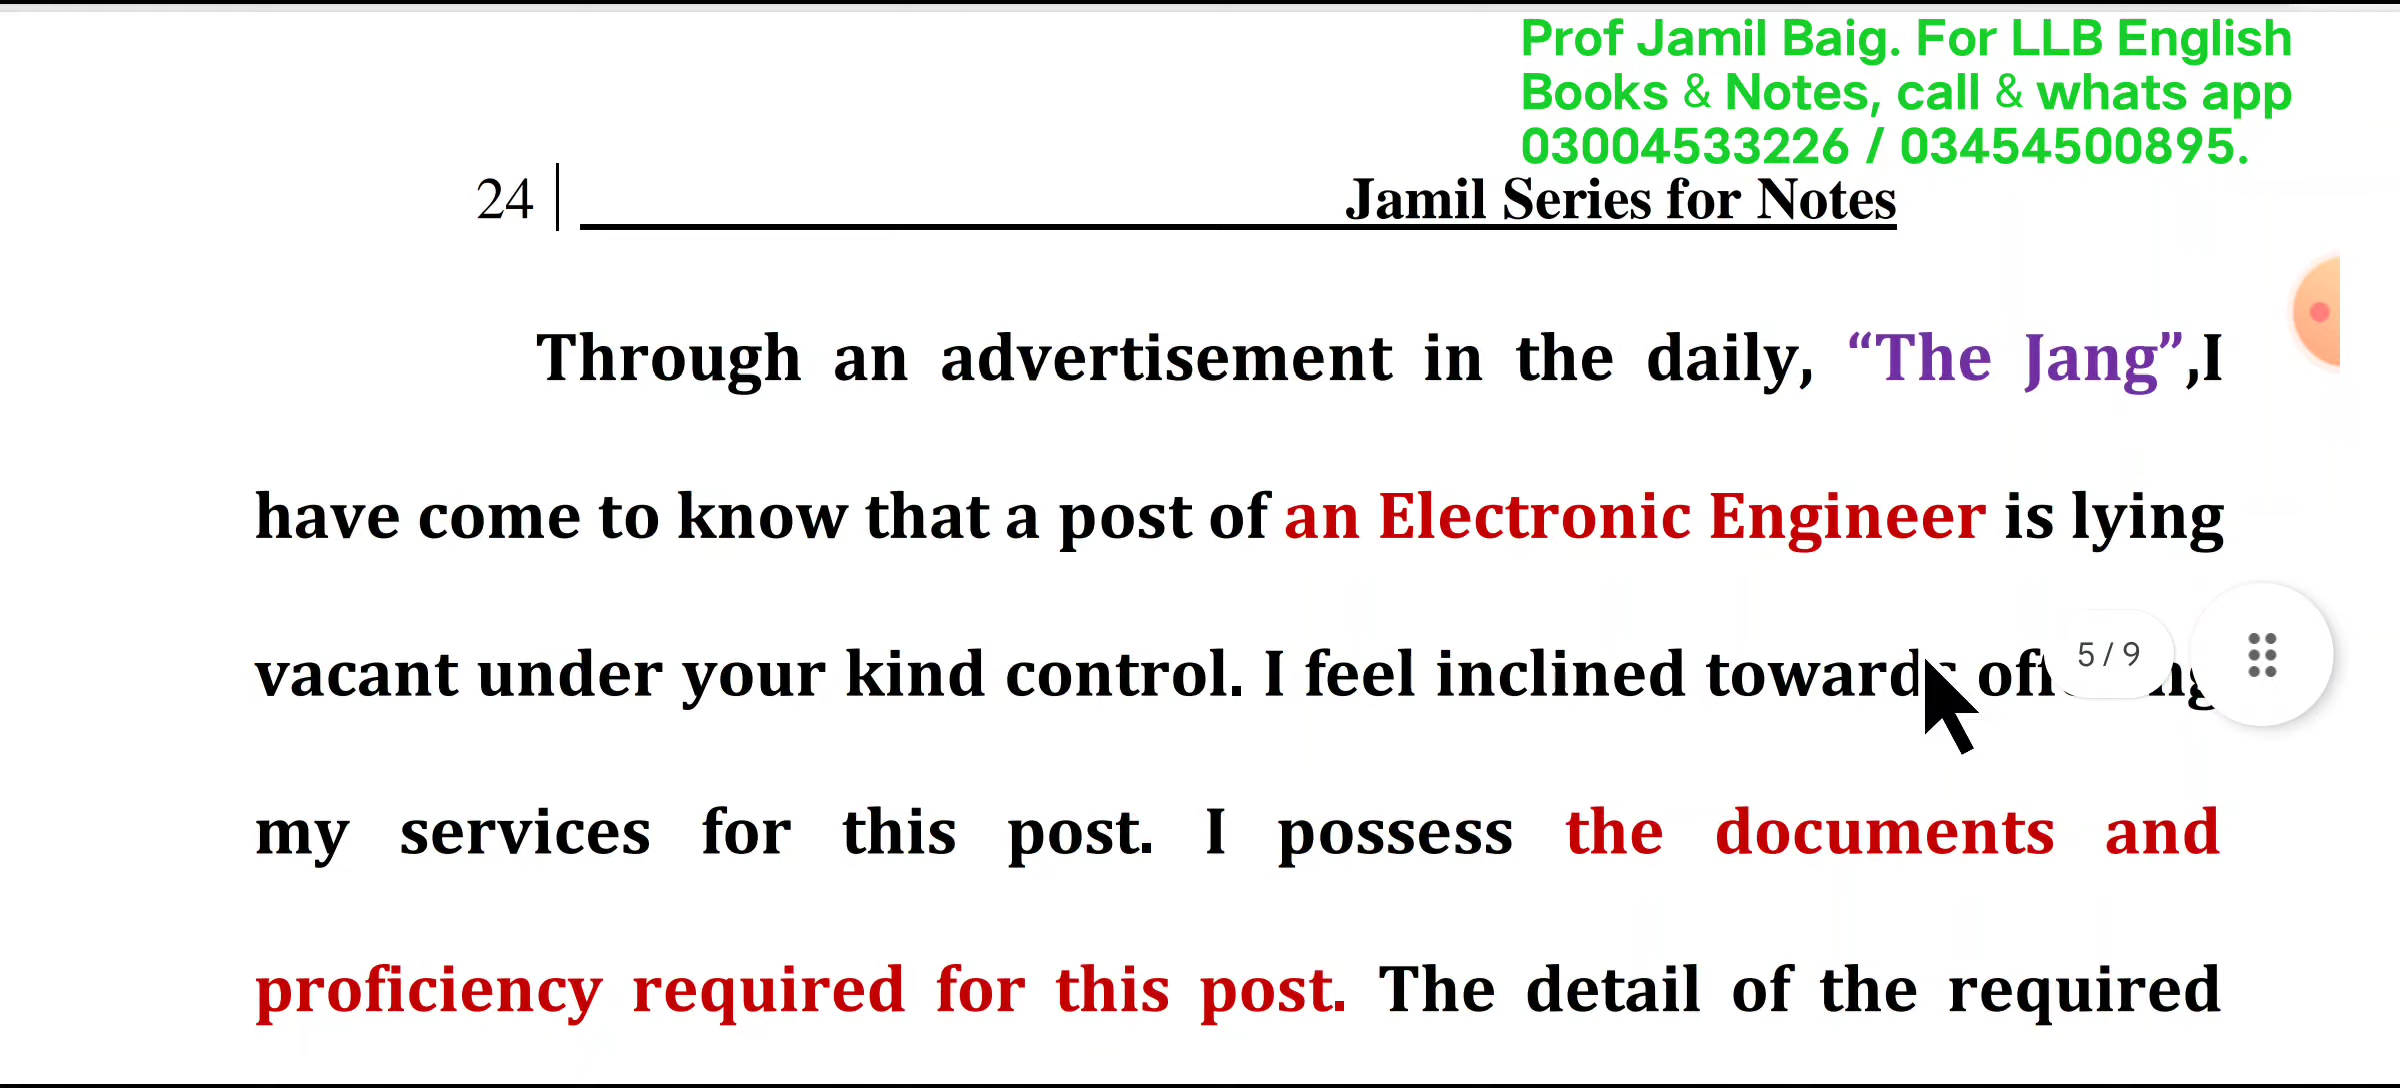 Prof Jamil Baig. For LLB English
Books & Notes, call & whats app
03004533226 / 03454500895.
24 Jamil Series for Notes
Through an advertisement in the daily, “The Jang”,I
have come to know that a post of an Electronic Engineer is lying
vacant under your kind control. I feel inclined towards
5 / 9
my services for this post. I possess the documents and
proficiency required for this post. The detail of the required